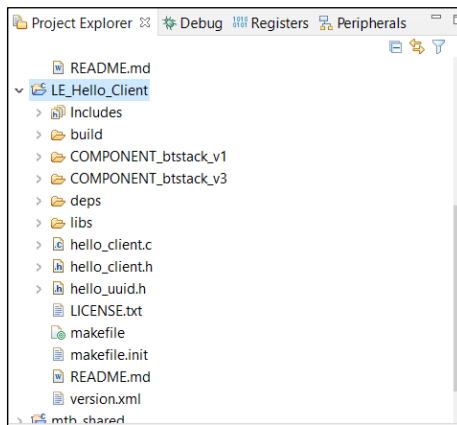 Project Explorer Debug Registers Peripherals
README.md
LE_Hello_Client
Includes
build
COMPONENT_btstack_v1
COMPONENT_btstack_v3
deps
libs
hello_client.c
hello_client.h
hello_uuid.h
LICENSE.txt
makefile
makefile.init
README.md
version.xml
mtb_shared